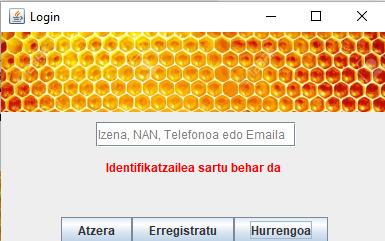 Login
Izena, NAN, Telefonoa edo Emaila
Identifikatzailea sartu behar da
Atzera Erregistratu Hurrengoa